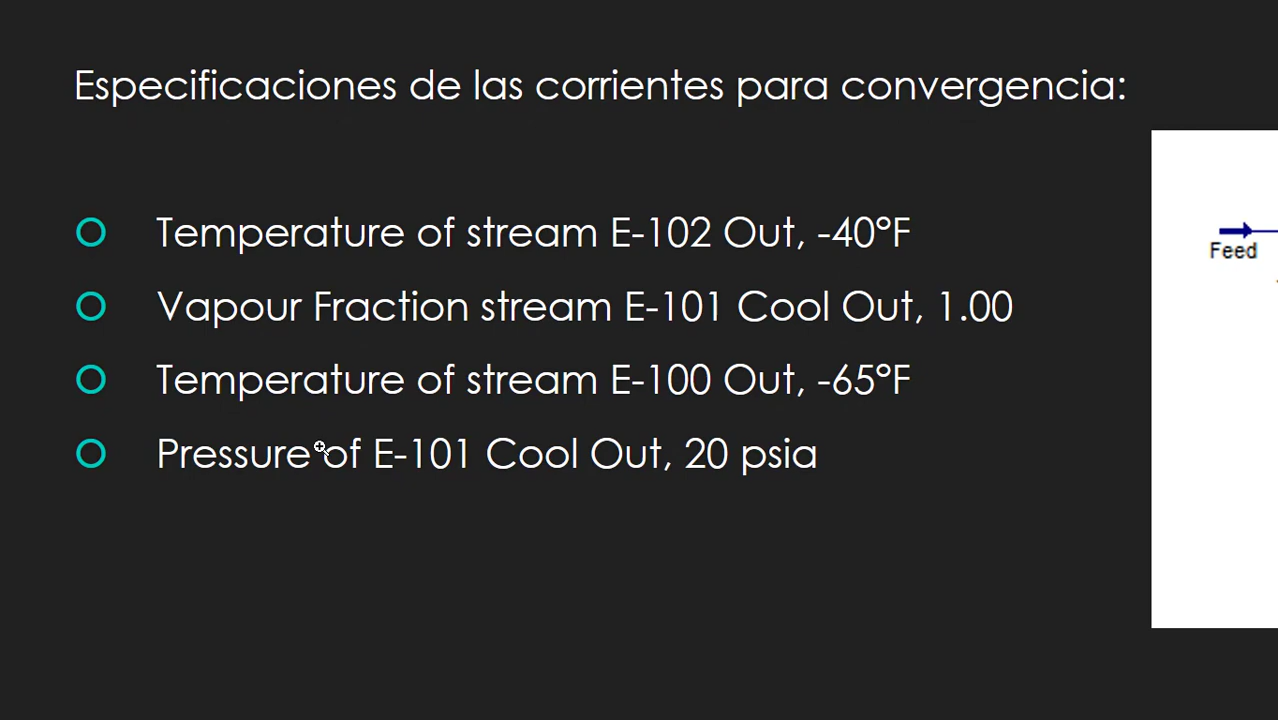 Especificaciones de las corrientes para convergencia:
Temperature of stream E-102 Out, -40°F
Feed
Vapour Fraction stream E-101 Cool Out, 1.00
Temperature of stream E-100 Out, -65°F
Pressure of E-101 Cool Out, 20 psia